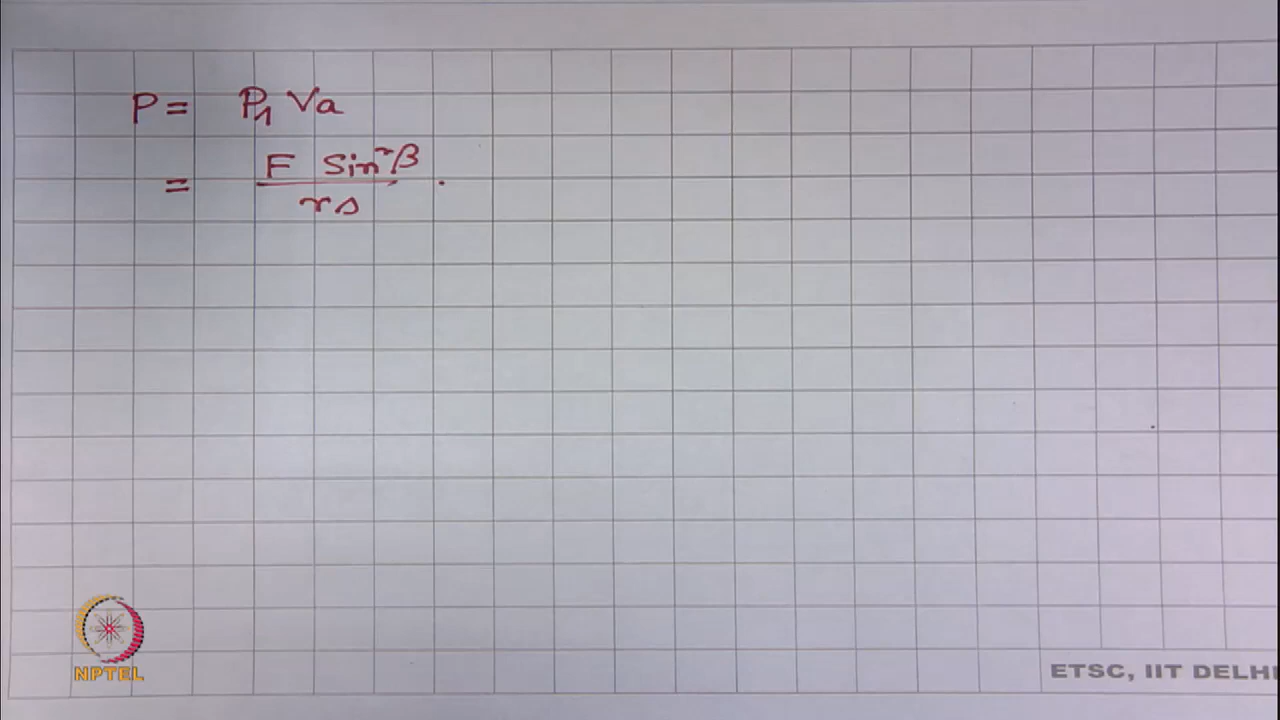 P = P₁ Va
= F Sin²β / rs .
NPTEL
ETSC, IIT DELHI